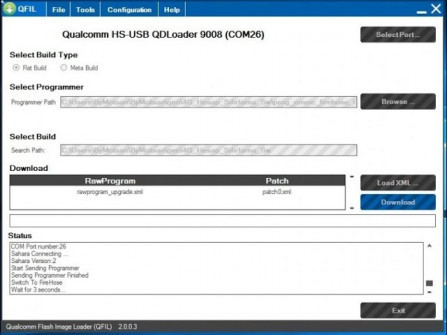 QFIL File Tools Configuration Help
Qualcomm HS-USB QDLoader 9008 (COM26)
Select Port...
Select Build Type
Flat Build Meta Build
Select Programmer
Programmer Path
Browse ...
Select Build
Search Path:
Download
RawProgram Patch
Load XML ...
rawprogram_upgrade.xml patch0.xml
Download
Status
COM Port number:26
Sahara Connecting ...
Sahara Version:2
Start Sending Programmer
Sending Programmer Finished
Switch To FireHose
Wait for 3 seconds...
Exit
Qualcomm Flash Image Loader (QFIL) 2.0.0.3